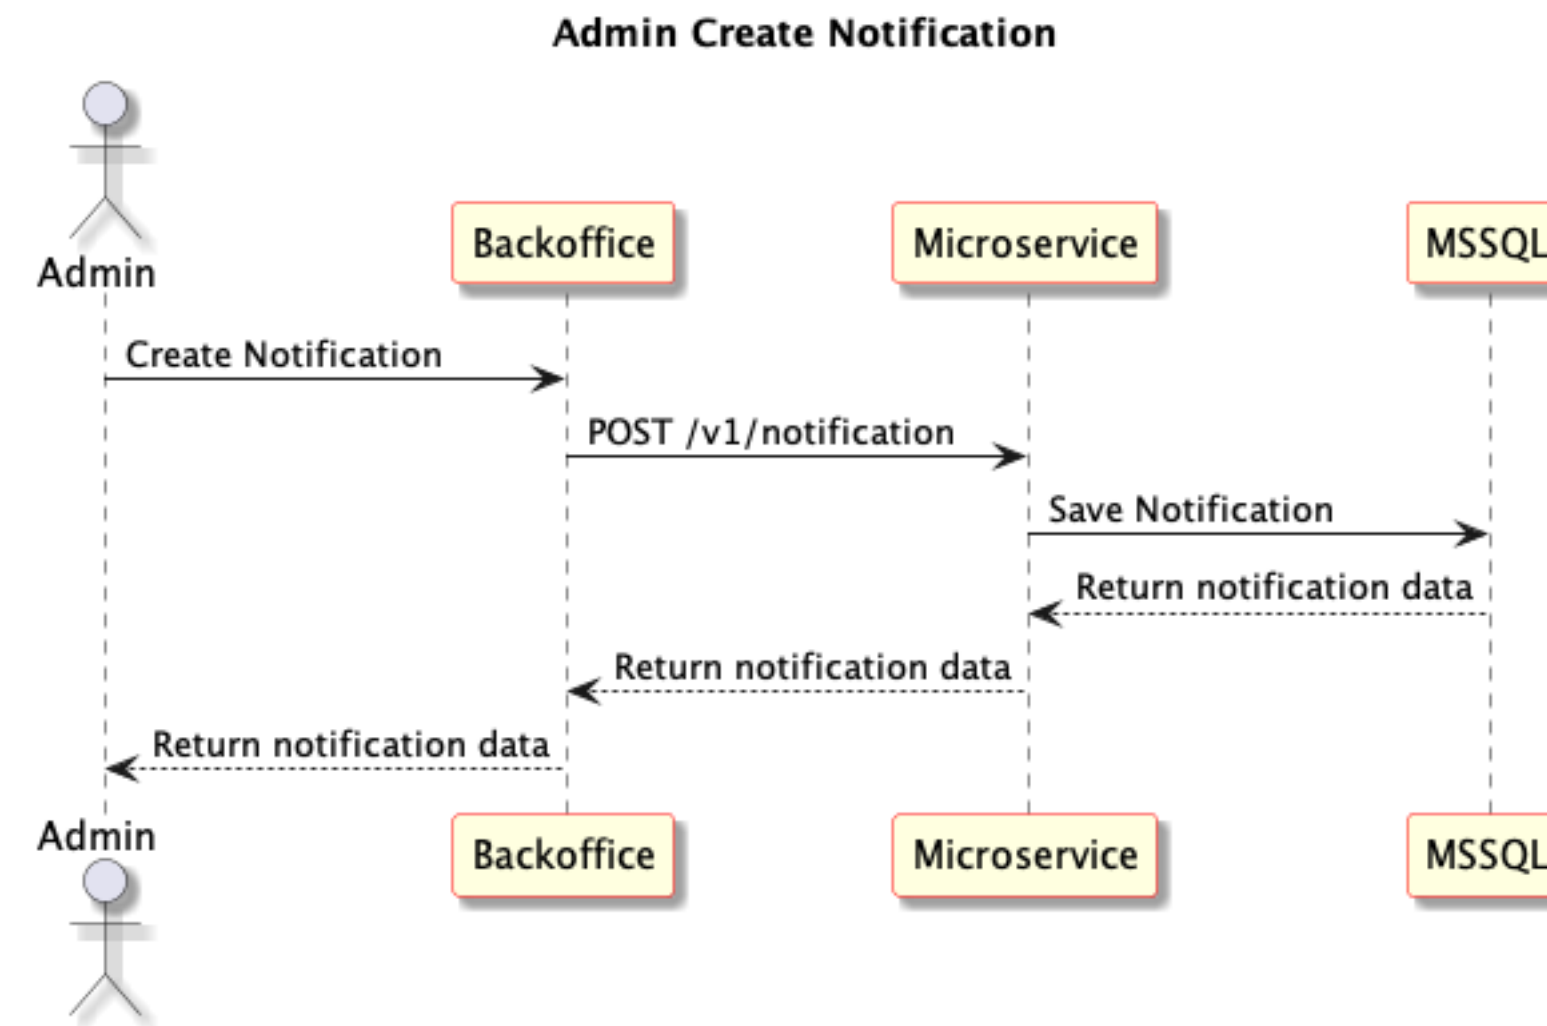 Admin Create Notification
Admin
Backoffice
Microservice
MSSQL
Create Notification
POST /v1/notification
Save Notification
Return notification data
Return notification data
Return notification data
Admin
Backoffice
Microservice
MSSQL